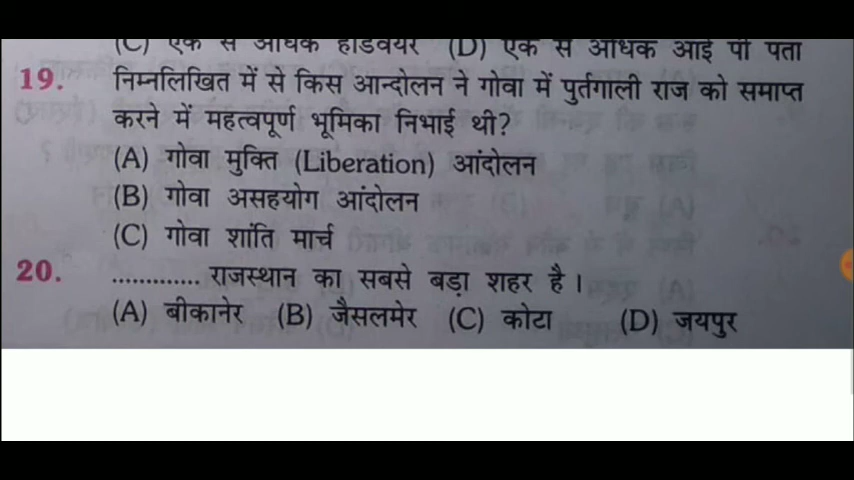 (C) एक से अधिक हार्डवेयर (D) एक से अधिक आई पी पता
19. निम्नलिखित में से किस आन्दोलन ने गोवा में पुर्तगाली राज को समाप्त
करने में महत्वपूर्ण भूमिका निभाई थी?
(A) गोवा मुक्ति (Liberation) आंदोलन
(B) गोवा असहयोग आंदोलन
(C) गोवा शांति मार्च
20. ............. राजस्थान का सबसे बड़ा शहर है।
(A) बीकानेर (B) जैसलमेर (C) कोटा (D) जयपुर